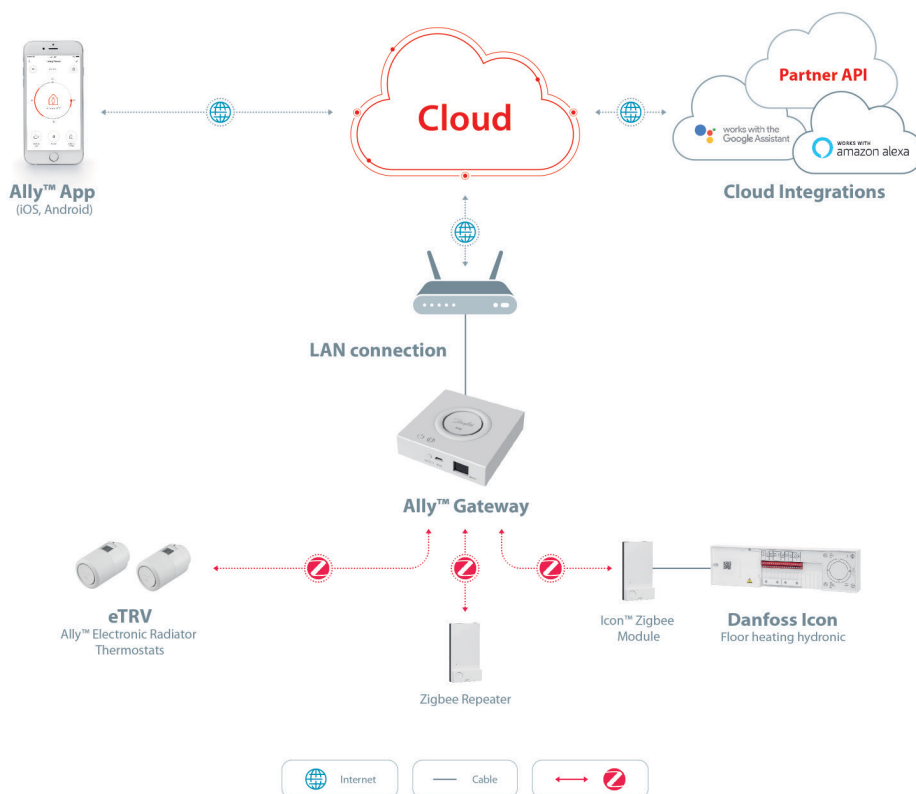 Ally™ App
(iOS, Android)
Cloud
Partner API
works with the
Google Assistant
WORKS WITH
amazon alexa
Cloud Integrations
LAN connection
Danfoss
Ally™ Gateway
eTRV
Ally™ Electronic Radiator
Thermostats
Zigbee Repeater
Icon™ Zigbee
Module
Danfoss Icon
Floor heating hydronic
Internet
Cable